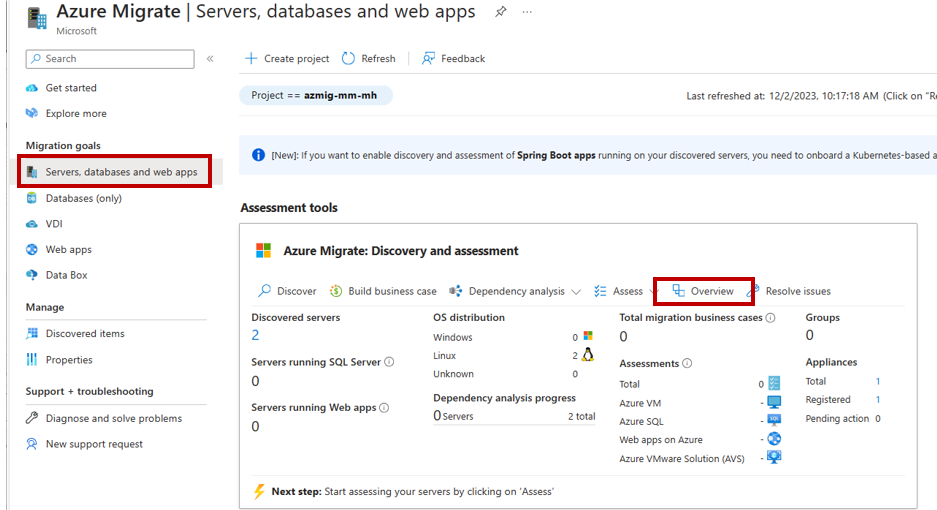 Azure Migrate | Servers, databases and web apps ...
Microsoft
Search «
Create project Refresh Feedback
Get started
Explore more
Project == azmig-mm-mh
Last refreshed at: 12/2/2023, 10:17:18 AM (Click on "Re
Migration goals
Servers, databases and web apps
Databases (only)
VDI
Web apps
Data Box
Manage
Discovered items
Properties
Support + troubleshooting
Diagnose and solve problems
New support request
[New]: If you want to enable discovery and assessment of Spring Boot apps running on your discovered servers, you need to onboard a Kubernetes-based a
Assessment tools
Azure Migrate: Discovery and assessment
Discover Build business case Dependency analysis Assess Overview Resolve issues
Discovered servers
2
Servers running SQL Server
0
Servers running Web apps
0
OS distribution
Windows 0
Linux 2
Unknown 0
Dependency analysis progress
0 Servers 2 total
Total migration business cases
0
Assessments
Total 0
Azure VM -
Azure SQL -
Web apps on Azure -
Azure VMware Solution (AVS) -
Groups
0
Appliances
Total 1
Registered 1
Pending action 0
Next step: Start assessing your servers by clicking on 'Assess'